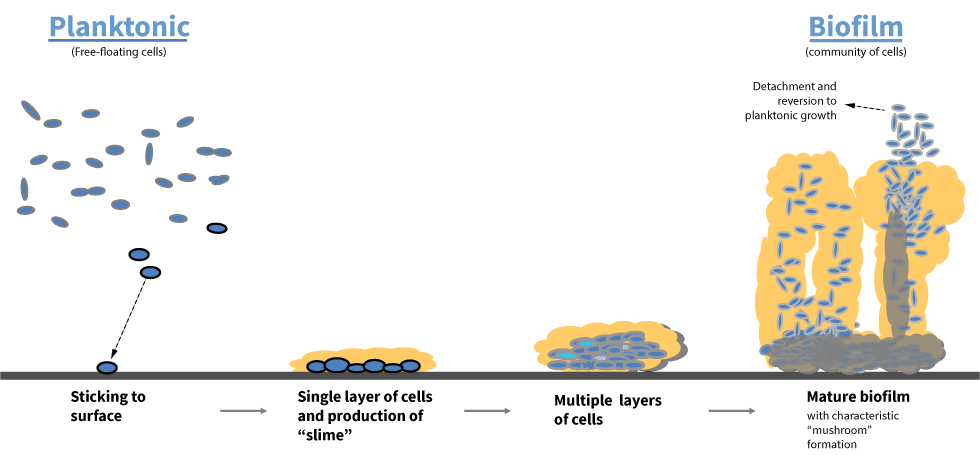 Planktonic
(Free-floating cells)
Biofilm
(community of cells)
Detachment and
reversion to
planktonic growth
Sticking to
surface
Single layer of cells
and production of
“slime”
Multiple layers
of cells
Mature biofilm
with characteristic
“mushroom”
formation